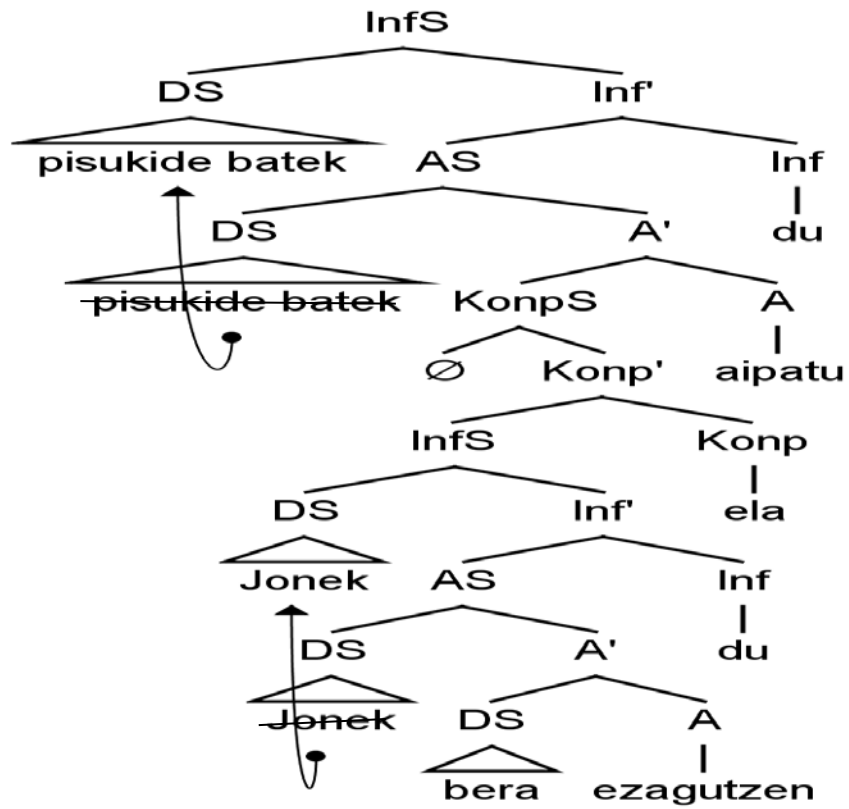 InfS
DS Inf'
pisukide batek AS Inf
DS A' du
pisukide batek KonpS A
Ø Konp' aipatu
InfS Konp
DS Inf' ela
Jonek AS Inf
DS A' du
Jonek DS A
bera ezagutzen